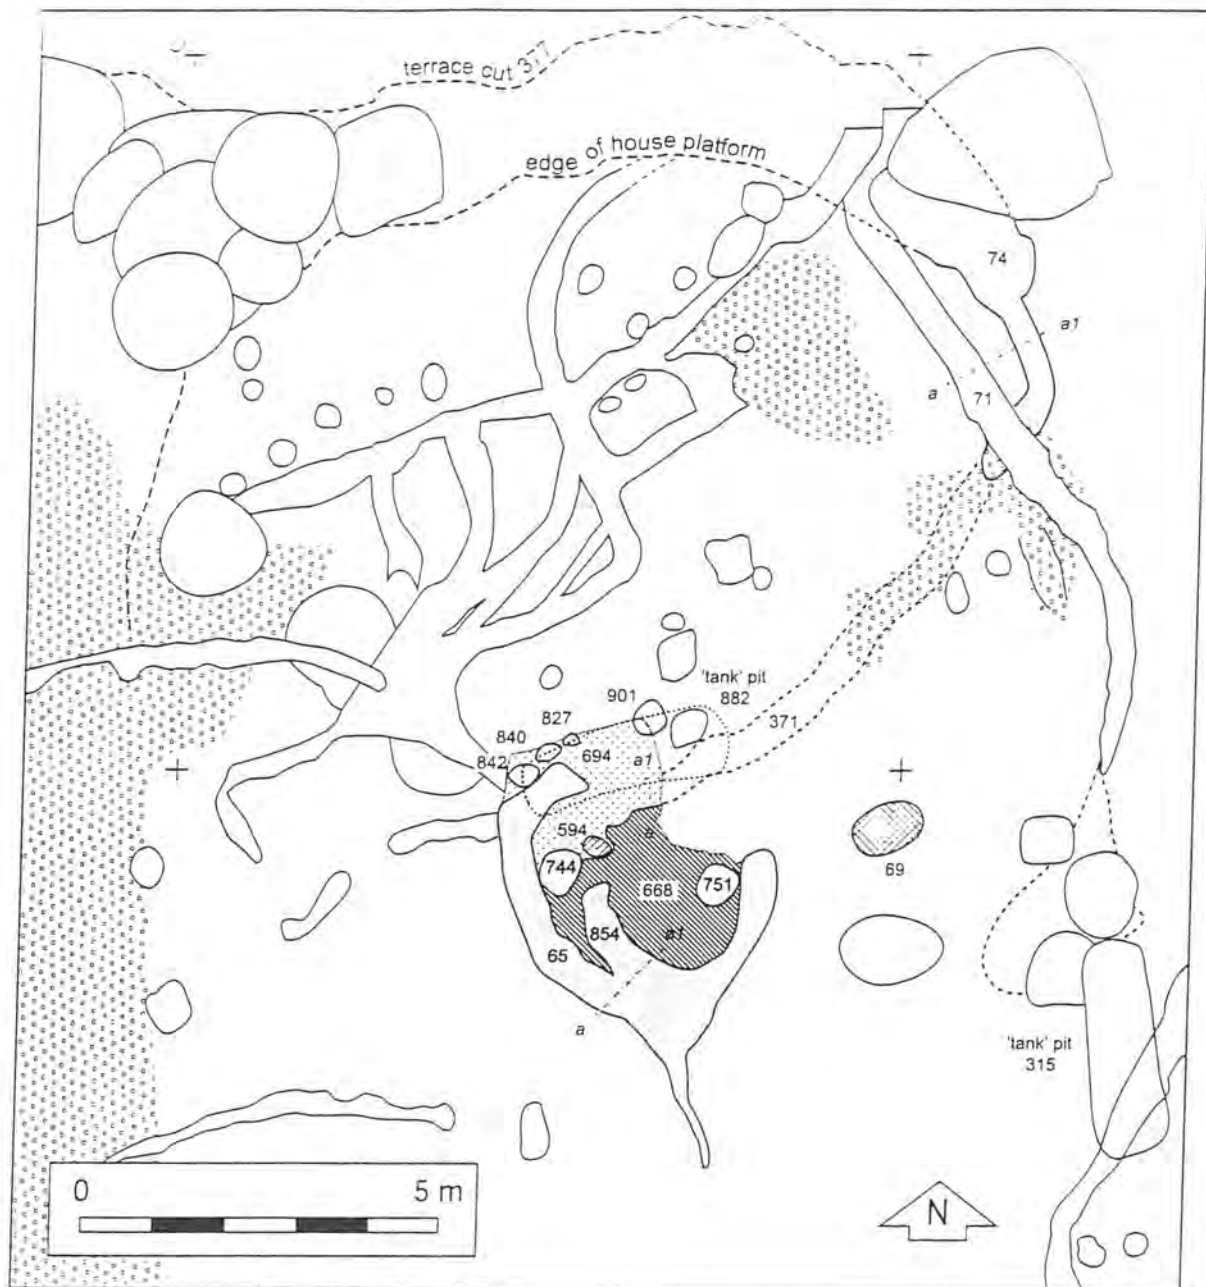 terrace cut 317
edge of house platform
74
a1
a
71
'tank' pit
882
901
371
827
840
694
a1
842
594
a
744
668
751
69
854
a1
65
a
'tank' pit
315
0 5 m
N